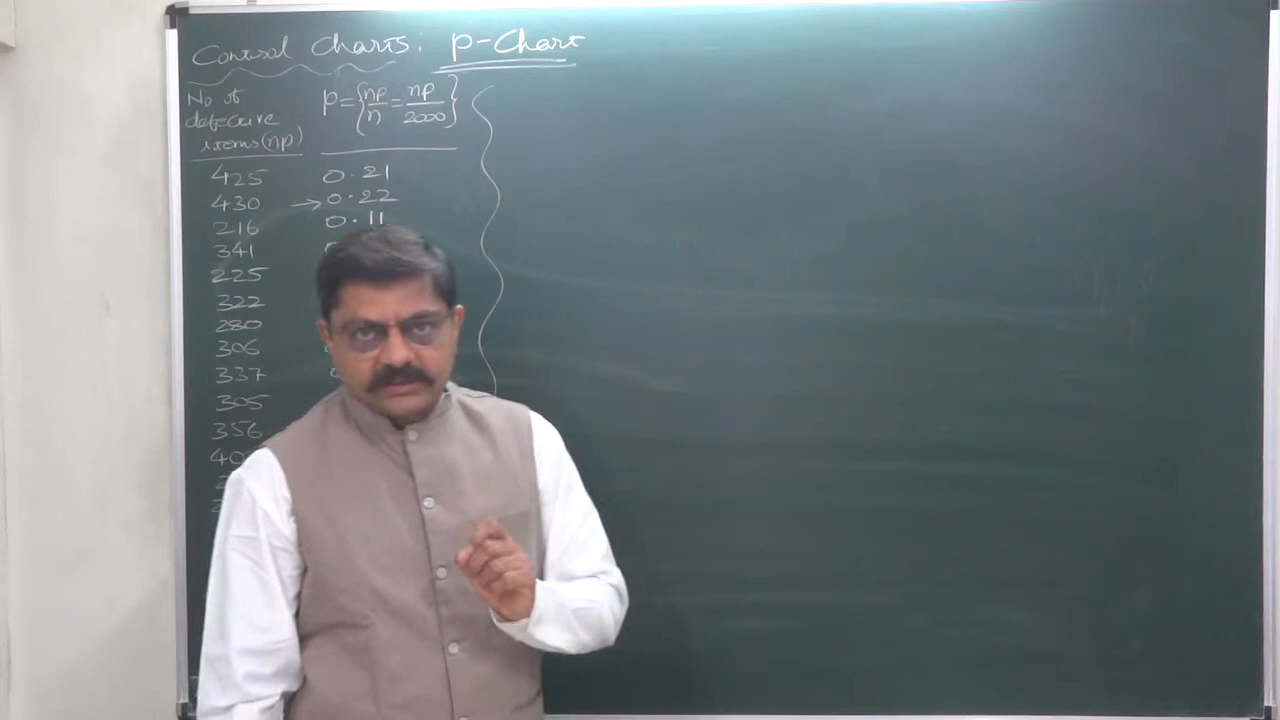 Control Charts: p-Chart
No of
defective
items(np)
p={np/n = np/2000}
425 0.21
430 →0.22
216 0.11
341
225
322
280
306
337
305
356